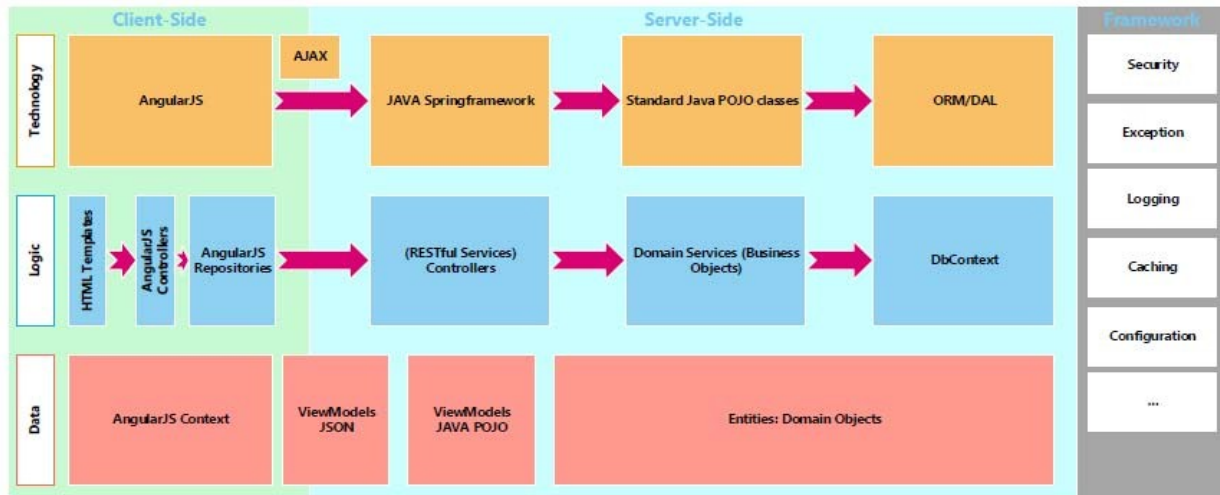 Client-Side
Server-Side
Framework
Technology
AngularJS
AJAX
JAVA Springframework
Standard Java POJO classes
ORM/DAL
Logic
HTML Templates
AngularJS
Controllers
AngularJS
Repositories
(RESTful Services)
Controllers
Domain Services (Business
Objects)
DbContext
Data
AngularJS Context
ViewModels
JSON
ViewModels
JAVA POJO
Entities: Domain Objects
Security
Exception
Logging
Caching
Configuration
...